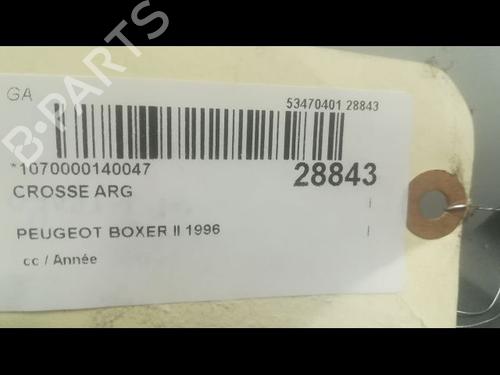 GA
53470401 28843
*1070000140047
28843
CROSSE ARG
PEUGEOT BOXER II 1996
cc / Année
B-PARTS